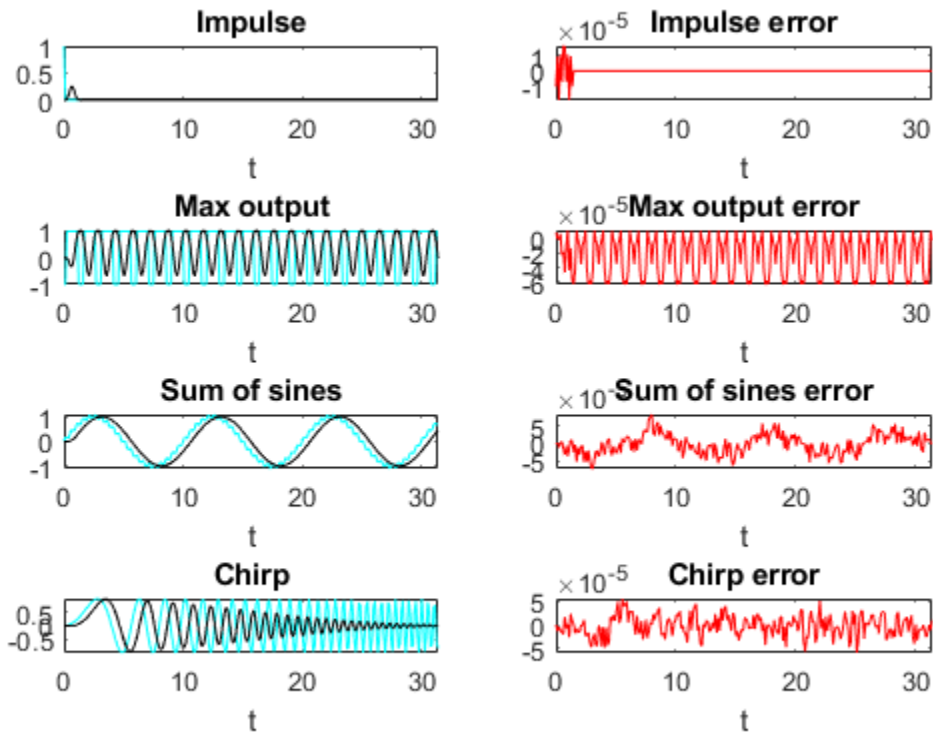 Impulse
1
0.5
0
0 10 20 30
t
×10⁻⁵
Impulse error
1
0
-1
0 10 20 30
t
Max output
1
0
-1
0 10 20 30
t
×10⁻⁵
Max output error
0
-2
-4
-6
0 10 20 30
t
Sum of sines
1
0
-1
0 10 20 30
t
×10⁻
Sum of sines error
5
0
-5
0 10 20 30
t
Chirp
0.5
0
-0.5
0 10 20 30
t
×10⁻⁵
Chirp error
5
0
-5
0 10 20 30
t